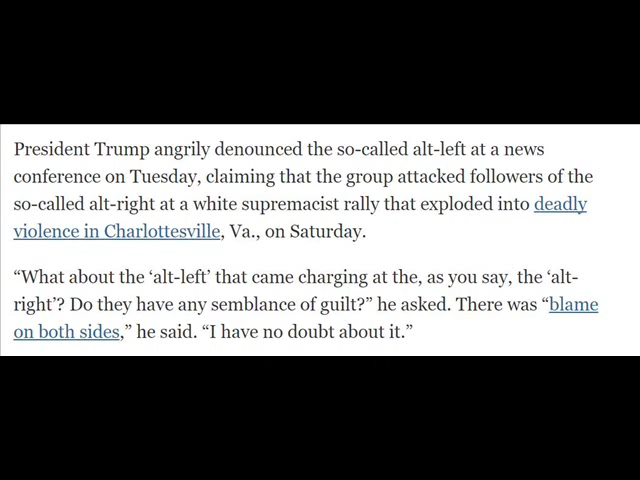 President Trump angrily denounced the so-called alt-left at a news
conference on Tuesday, claiming that the group attacked followers of the
so-called alt-right at a white supremacist rally that exploded into deadly
violence in Charlottesville, Va., on Saturday.
“What about the ‘alt-left’ that came charging at the, as you say, the ‘alt-
right’? Do they have any semblance of guilt?” he asked. There was “blame
on both sides,” he said. “I have no doubt about it.”